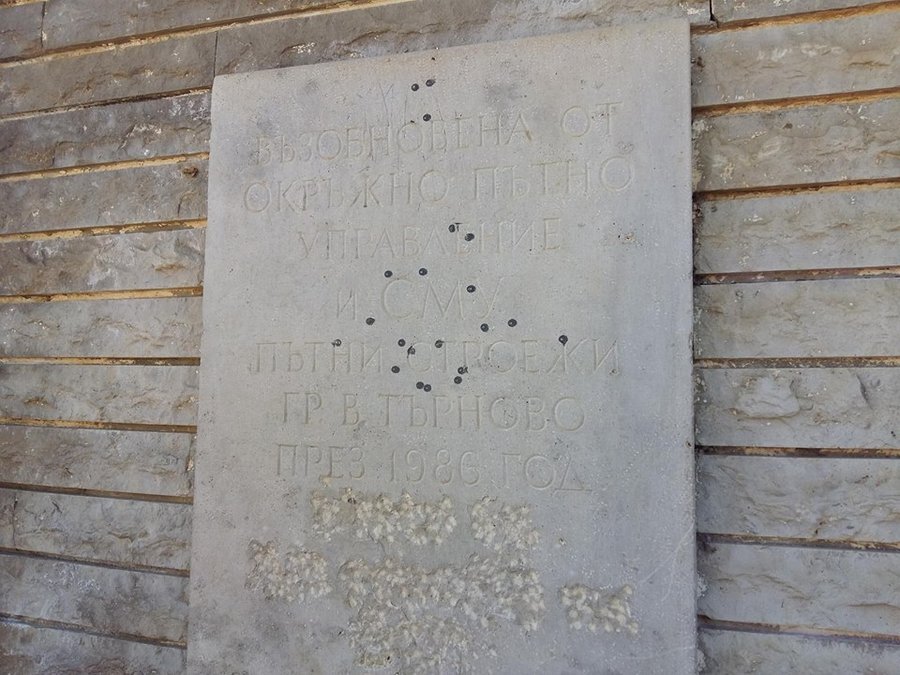 ВЪЗОБНОВЕНА ОТ
ОКРЪЖНО ПЪТНО
УПРАВЛЕНИЕ
И СМУ
ПЪТНИ СТРОЕЖИ
ГР. В. ТЪРНОВО
ПРЕЗ 1986 ГОД.